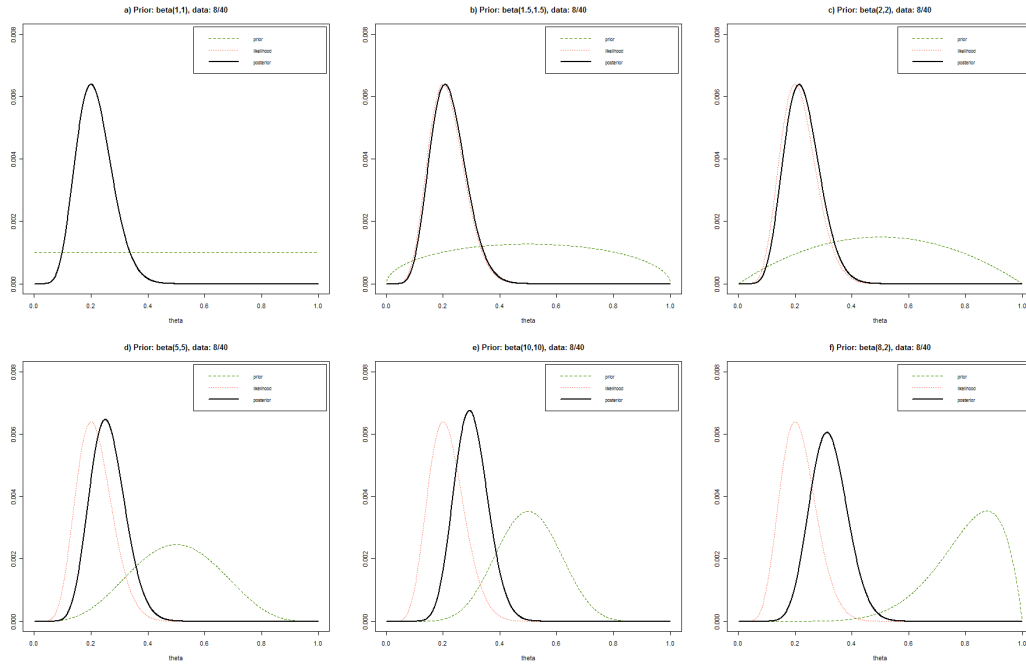 a) Prior: beta(1,1), data: 8/40
prior
likelihood
posterior
0.008
0.006
0.004
0.002
0.000
0.0 0.2 0.4 0.6 0.8 1.0
theta
b) Prior: beta(1.5,1.5), data: 8/40
prior
likelihood
posterior
0.008
0.006
0.004
0.002
0.000
0.0 0.2 0.4 0.6 0.8 1.0
theta
c) Prior: beta(2,2), data: 8/40
prior
likelihood
posterior
0.008
0.006
0.004
0.002
0.000
0.0 0.2 0.4 0.6 0.8 1.0
theta
d) Prior: beta(5,5), data: 8/40
prior
likelihood
posterior
0.008
0.006
0.004
0.002
0.000
0.0 0.2 0.4 0.6 0.8 1.0
theta
e) Prior: beta(10,10), data: 8/40
prior
likelihood
posterior
0.008
0.006
0.004
0.002
0.000
0.0 0.2 0.4 0.6 0.8 1.0
theta
f) Prior: beta(8,2), data: 8/40
prior
likelihood
posterior
0.008
0.006
0.004
0.002
0.000
0.0 0.2 0.4 0.6 0.8 1.0
theta